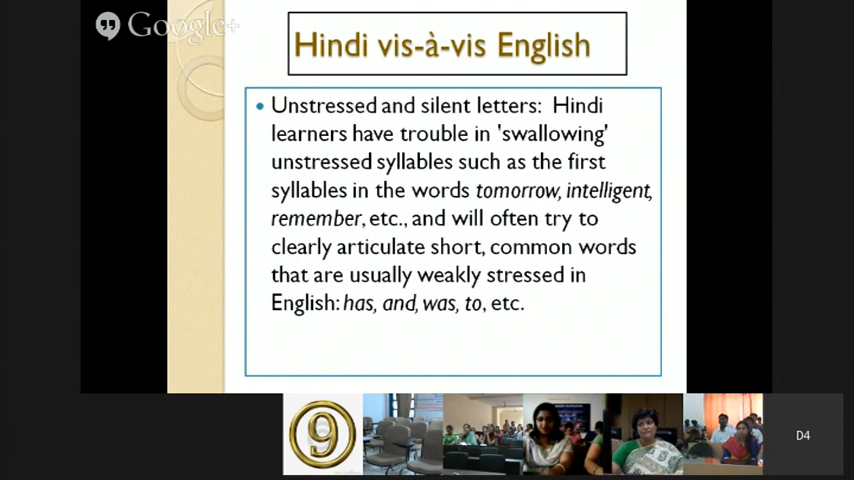 Google+
Hindi vis-à-vis English
• Unstressed and silent letters: Hindi
learners have trouble in 'swallowing'
unstressed syllables such as the first
syllables in the words tomorrow, intelligent,
remember, etc., and will often try to
clearly articulate short, common words
that are usually weakly stressed in
English: has, and, was, to, etc.
9
D4